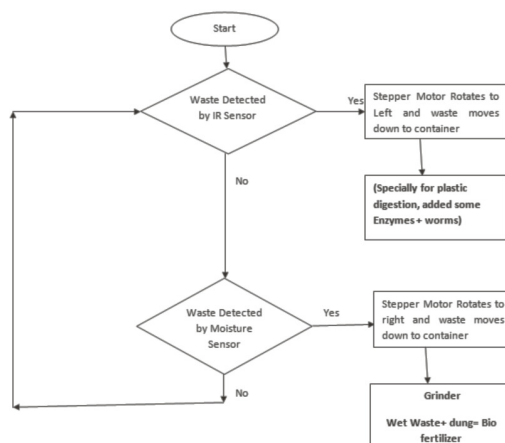 Start
Waste Detected
by IR Sensor
Yes
Stepper Motor Rotates to
Left and waste moves
down to container
(Specially for plastic
digestion, added some
Enzymes+ worms)
No
Waste Detected
by Moisture
Sensor
Yes
Stepper Motor Rotates to
right and waste moves
down to container
No
Grinder
Wet Waste+ dung= Bio
fertilizer